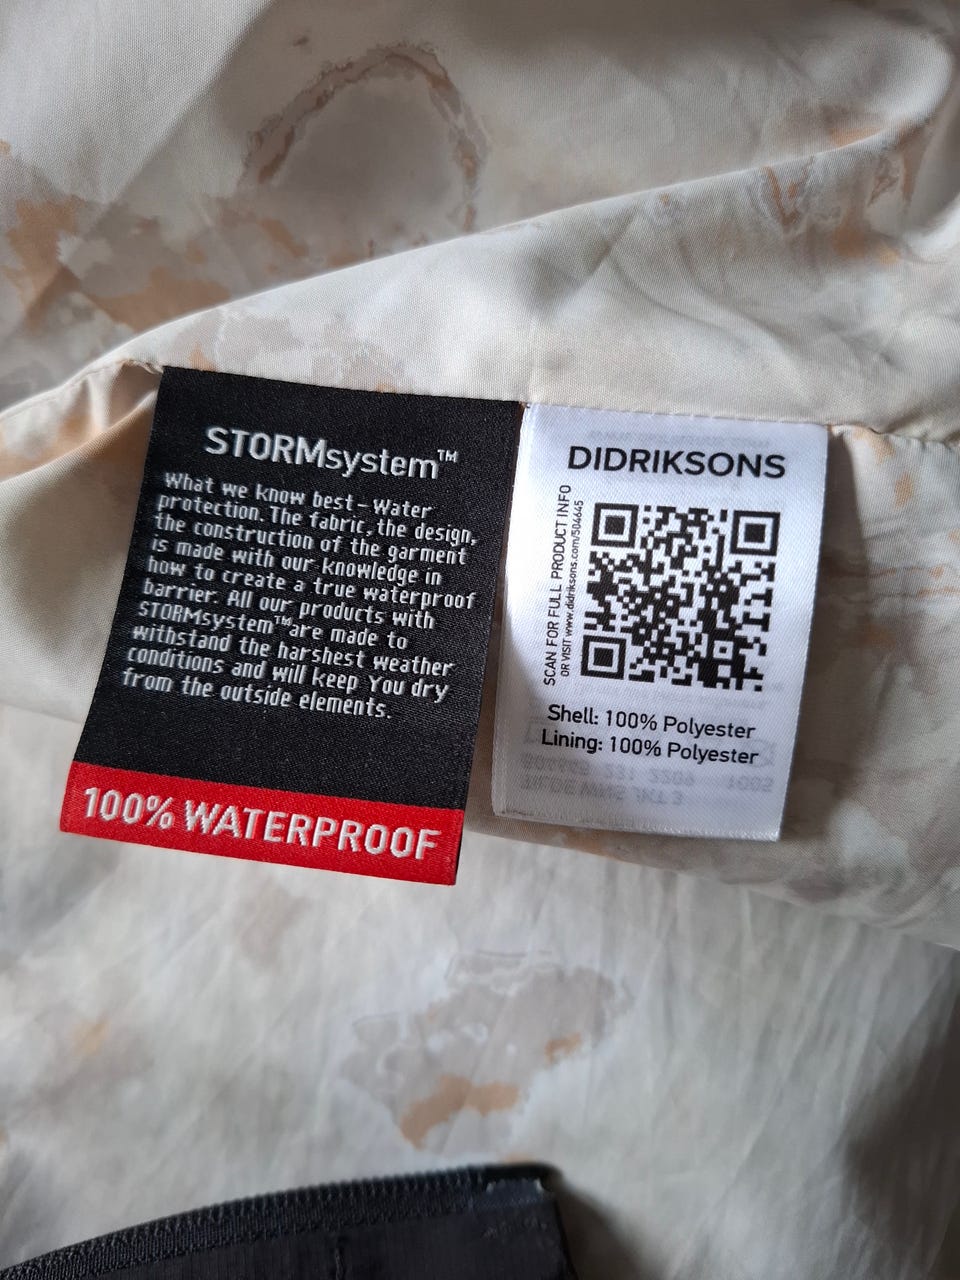 STORMsystem™
What we know best – Water
protection. The fabric, the design,
the construction of the garment
is made with our knowledge in
how to create a true waterproof
barrier. All our products with
STORMsystem™ are made to
withstand the harshest weather
conditions and will keep You dry
from the outside elements.
100% WATERPROOF
DIDRIKSONS
SCAN FOR FULL PRODUCT INFO
OR VISIT www.didriksons.com/504645
Shell: 100% Polyester
Lining: 100% Polyester